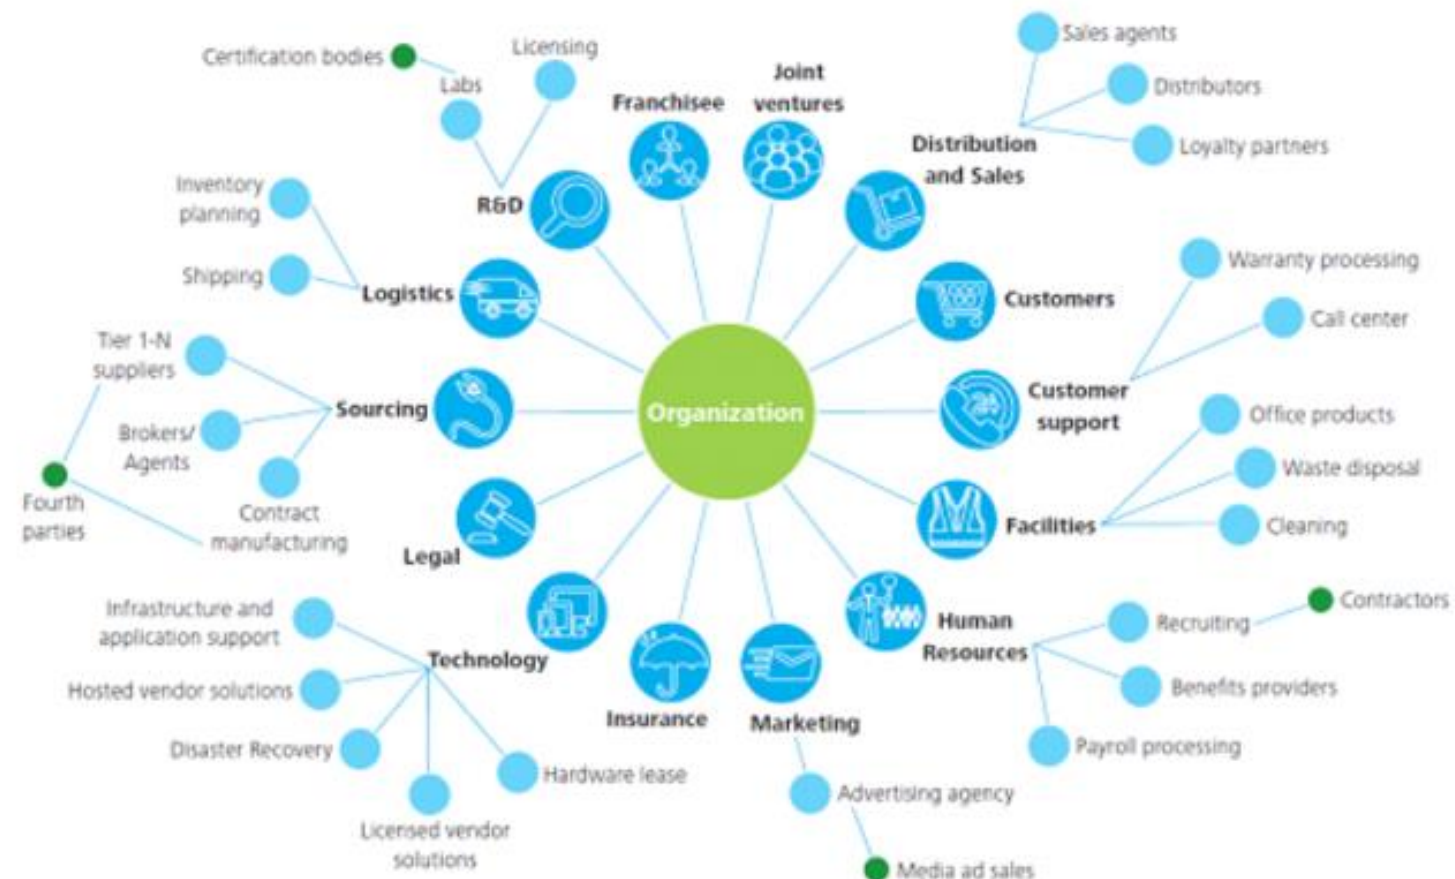 Sales agents
Certification bodies
Licensing
Labs
Joint
ventures
Franchisee
Distributors
Distribution
and Sales
Loyalty partners
Inventory
planning
R&D
Shipping
Logistics
Customers
Warranty processing
Call center
Tier 1-N
suppliers
Sourcing
Organization
Customer
support
Office products
Brokers/
Agents
Waste disposal
Fourth
parties
Contract
manufacturing
Facilities
Cleaning
Legal
Infrastructure and
application support
Human
Resources
Recruiting
Contractors
Technology
Hosted vendor solutions
Benefits providers
Insurance
Marketing
Disaster Recovery
Payroll processing
Hardware lease
Advertising agency
Licensed vendor
solutions
Media ad sales
24